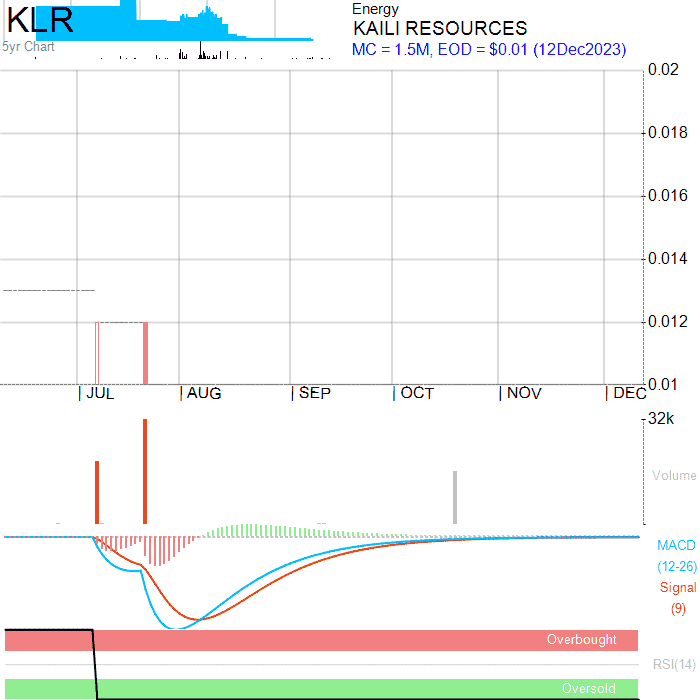 KLR
5yr Chart
Energy
KAILI RESOURCES
MC = 1.5M, EOD = $0.01 (12Dec2023)
0.02
0.018
0.016
0.014
0.012
0.01
| JUL | AUG | SEP | OCT | NOV | DEC
32k
Volume
MACD
(12-26)
Signal
(9)
Overbought
RSI(14)
Oversold